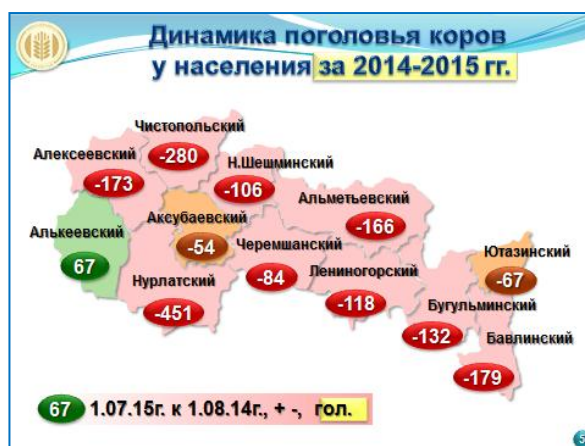 Динамика поголовья коров
у населения за 2014-2015 гг.
Чистопольский
-280
Алексеевский
-173
Н.Шешминский
-106
Альметьевский
-166
Аксубаевский
-54
Алькеевский
67
Черемшанский
-84
Ютазинский
-67
Нурлатский
-451
Лениногорский
-118
Бугульминский
-132
Бавлинский
-179
67 1.07.15г. к 1.08.14г., + -, гол.
5